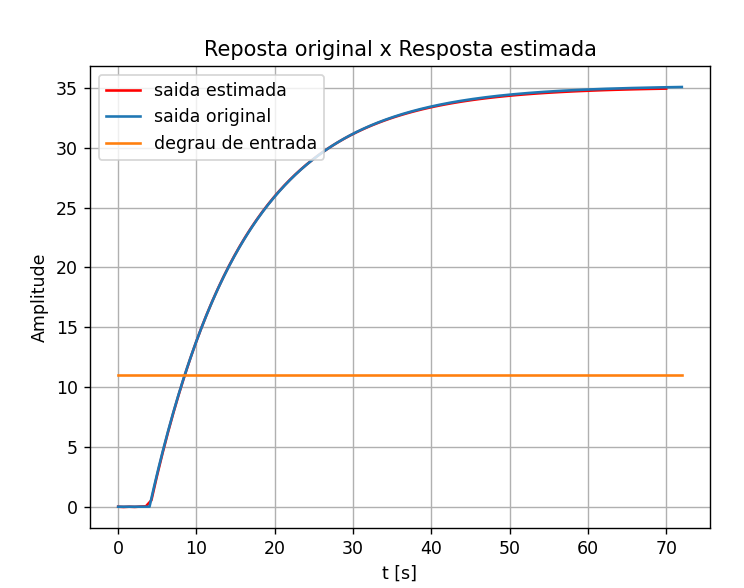 Reposta original x Resposta estimada
saida estimada
saida original
degrau de entrada
Amplitude
35
30
25
20
15
10
5
0
0 10 20 30 40 50 60 70
t [s]